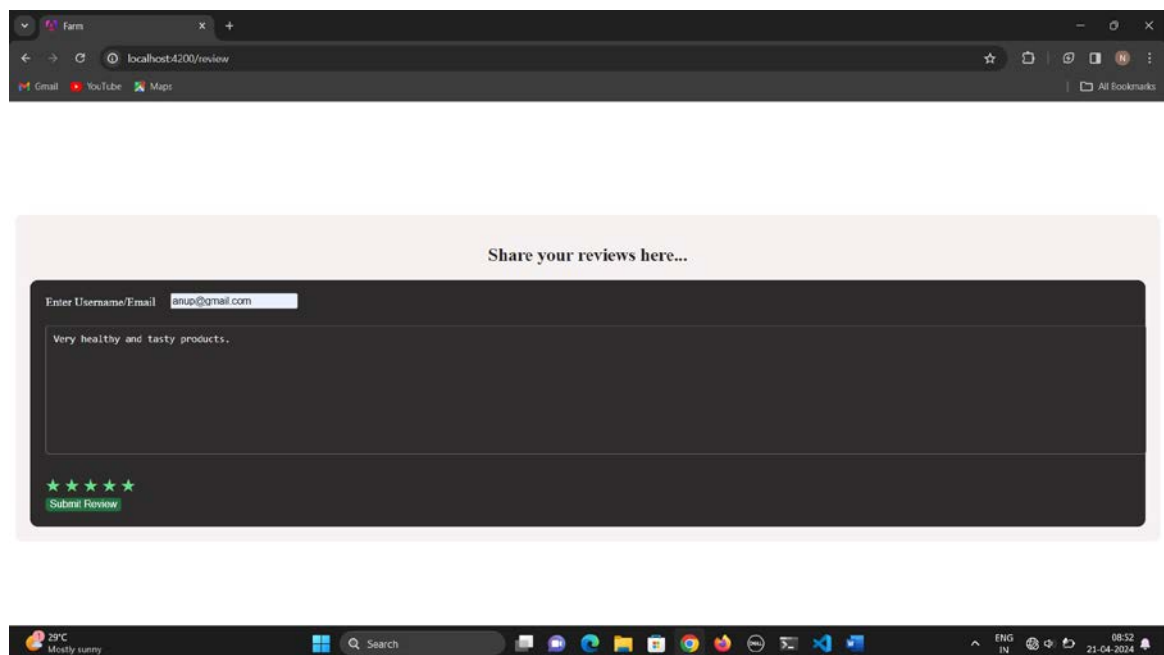 Farm
localhost:4200/review
N
Gmail YouTube Maps
All Bookmarks
Share your reviews here...
Enter Username/Email anup@gmail.com
Very healthy and tasty products.
Submit Review
29°C
Mostly sunny
Search
DELL
ENG
IN
08:52
21-04-2024